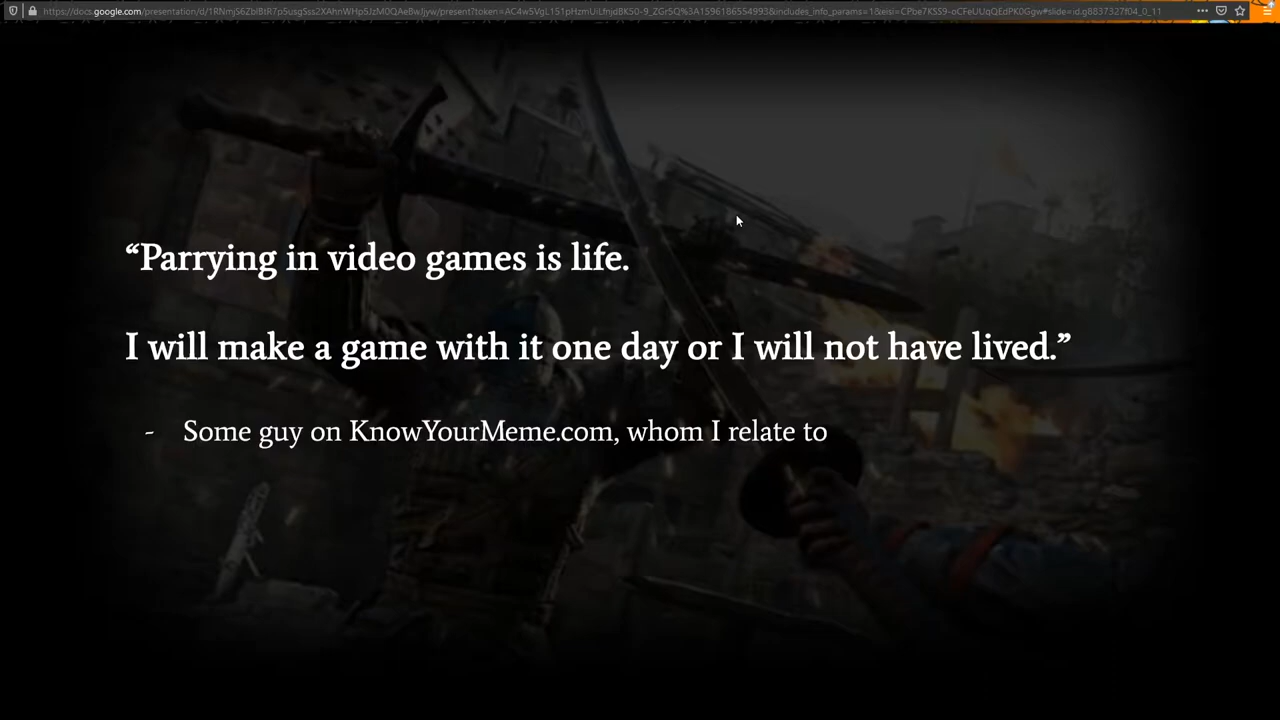 “Parrying in video games is life.
I will make a game with it one day or I will not have lived.”
- Some guy on KnowYourMeme.com, whom I relate to